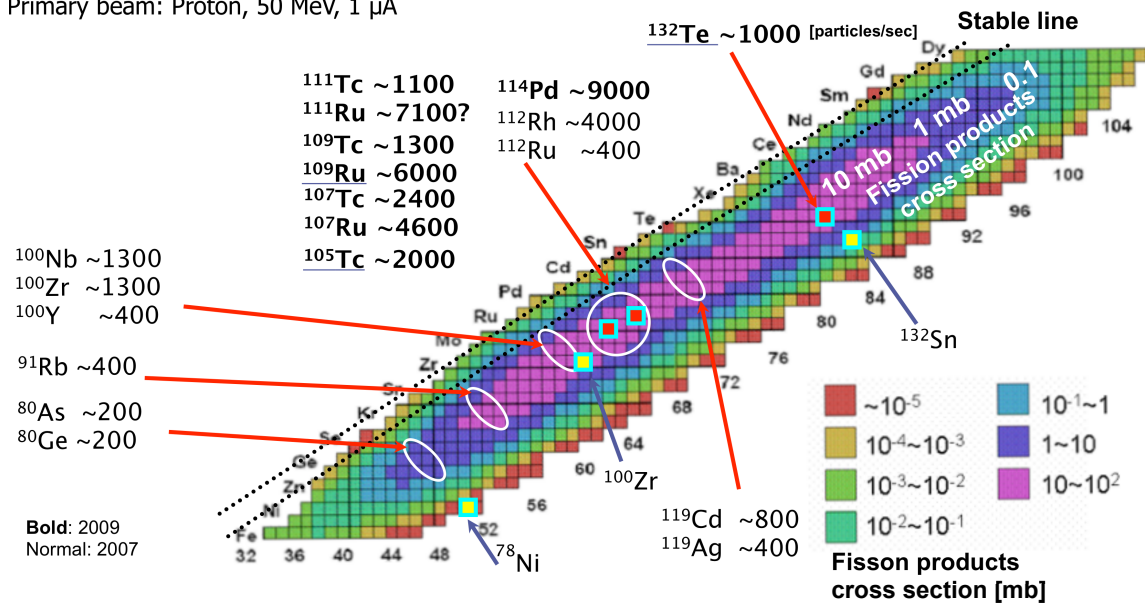 Primary beam: Proton, 50 MeV, 1 μA
Stable line
¹³²Te ~1000 [particles/sec]
¹¹¹Tc ~1100
¹¹¹Ru ~7100?
¹⁰⁹Tc ~1300
¹⁰⁹Ru ~6000
¹⁰⁷Tc ~2400
¹⁰⁷Ru ~4600
¹⁰⁵Tc ~2000
¹¹⁴Pd ~9000
¹¹²Rh ~4000
¹¹²Ru ~400
¹⁰⁰Nb ~1300
¹⁰⁰Zr ~1300
¹⁰⁰Y ~400
⁹¹Rb ~400
⁸⁰As ~200
⁸⁰Ge ~200
Dy
Gd
Sm
Nd
Ce
Ba
Xe
Te
Sn
Cd
Pd
Ru
Mo
Zr
Sr
Kr
Se
Ge
Zn
Ni
Fe
10 mb 1 mb 0.1
Fission products
cross section
32
36
40
44
48
52
56
60
64
68
72
76
80
84
88
92
96
100
104
¹³²Sn
¹⁰⁰Zr
⁷⁸Ni
¹¹⁹Cd ~800
¹¹⁹Ag ~400
Bold: 2009
Normal: 2007
~10⁻⁵
10⁻⁴~10⁻³
10⁻³~10⁻²
10⁻²~10⁻¹
10⁻¹~1
1~10
10~10²
Fisson products
cross section [mb]